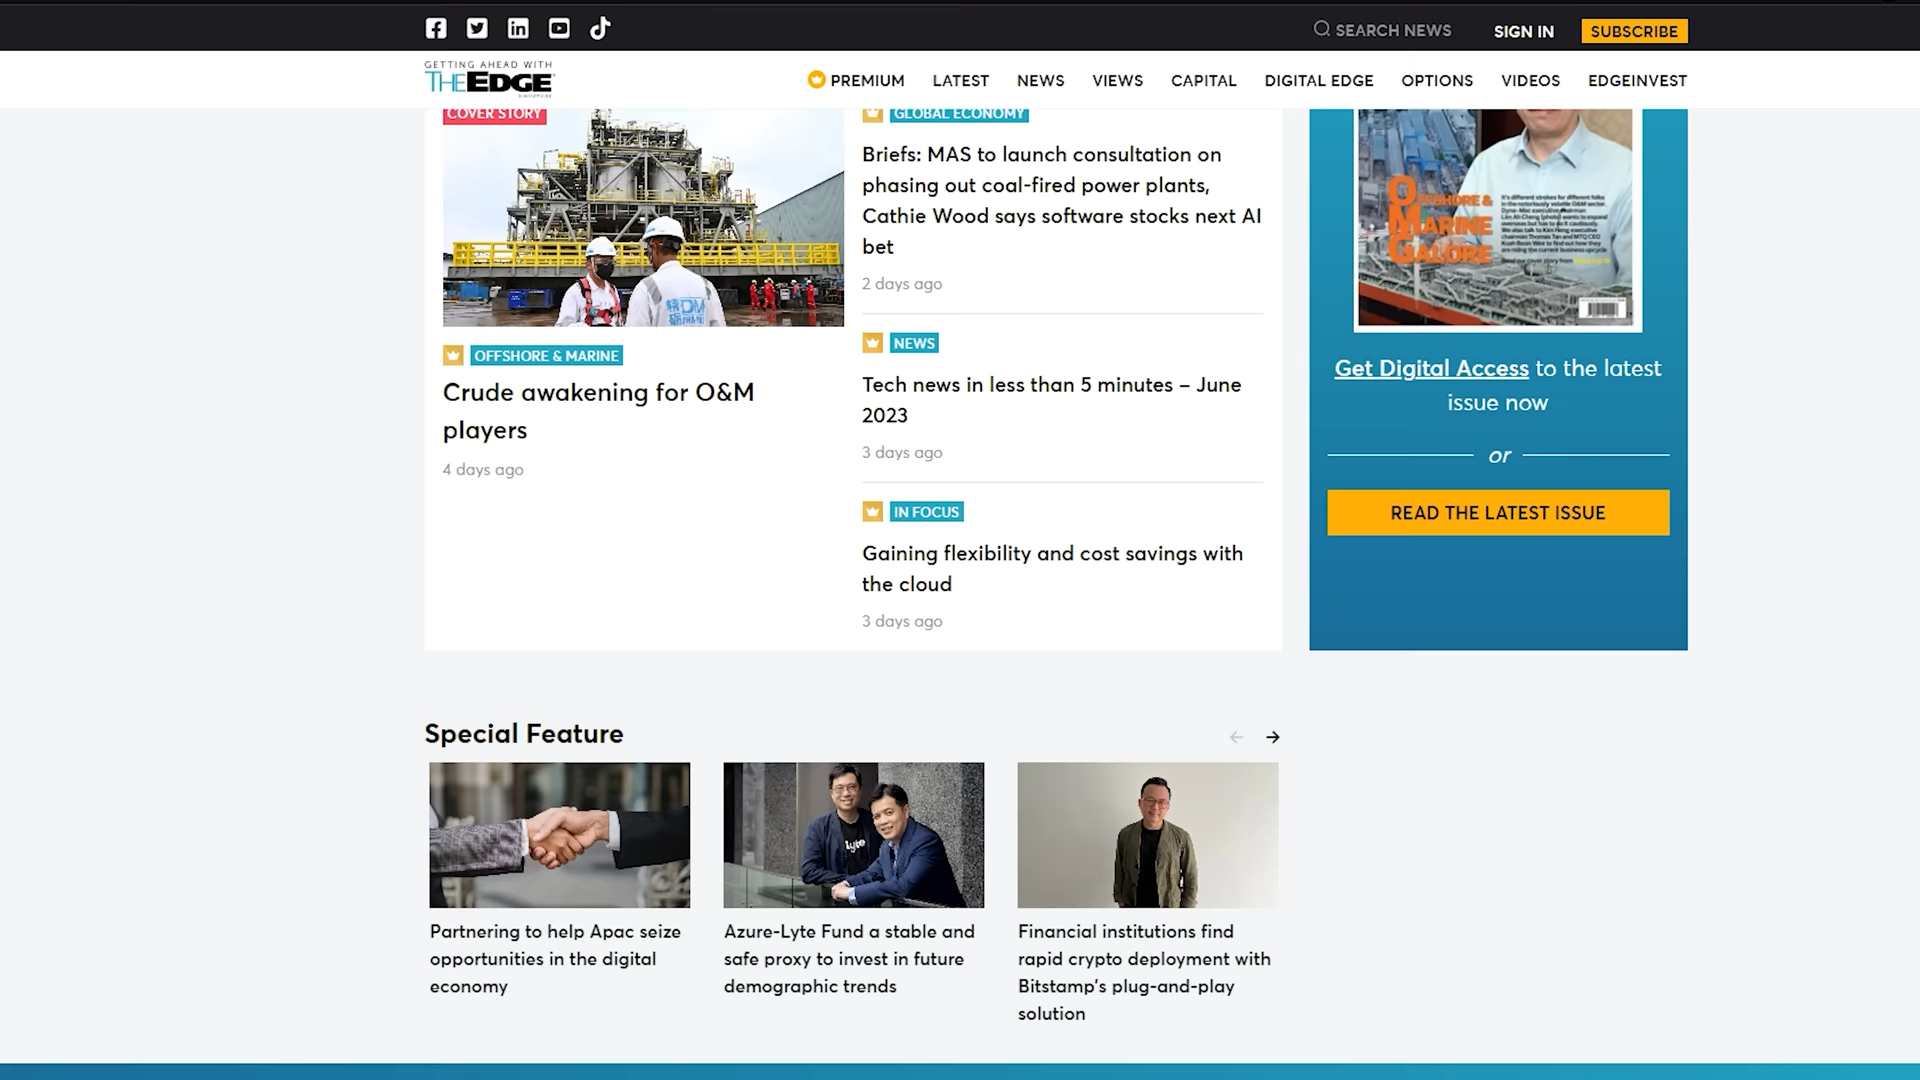 SEARCH NEWS
SIGN IN
SUBSCRIBE
GETTING AHEAD WITH
THE EDGE
SINGAPORE
PREMIUM
LATEST
NEWS
VIEWS
CAPITAL
DIGITAL EDGE
OPTIONS
VIDEOS
EDGEINVEST
COVER STORY
OFFSHORE & MARINE
Crude awakening for O&M
players
4 days ago
GLOBAL ECONOMY
Briefs: MAS to launch consultation on
phasing out coal-fired power plants,
Cathie Wood says software stocks next AI
bet
2 days ago
NEWS
Tech news in less than 5 minutes – June
2023
3 days ago
IN FOCUS
Gaining flexibility and cost savings with
the cloud
3 days ago
OFFSHORE &
MARINE
GALORE
Get Digital Access to the latest
issue now
or
READ THE LATEST ISSUE
Special Feature
Partnering to help Apac seize
opportunities in the digital
economy
Azure-Lyte Fund a stable and
safe proxy to invest in future
demographic trends
Financial institutions find
rapid crypto deployment with
Bitstamp's plug-and-play
solution